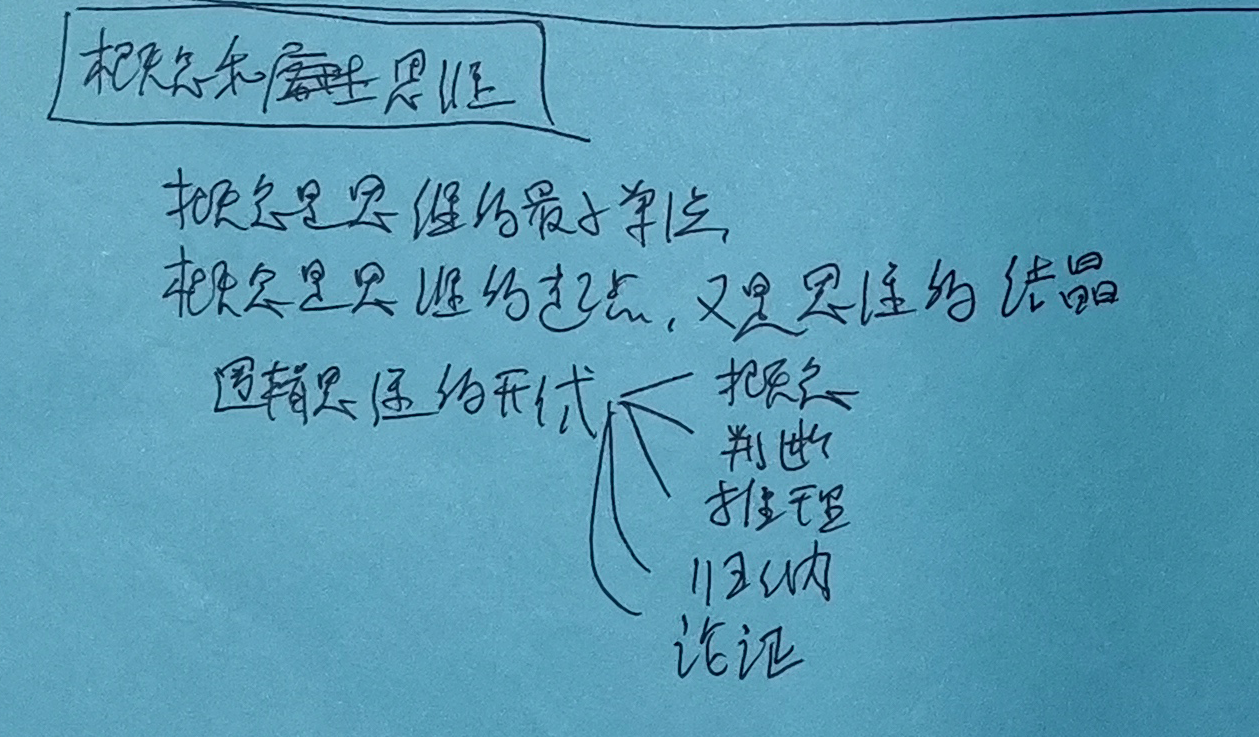 概念和思维
概念是思维的最小单位,
概念是思维的起点,又是思维的结晶
逻辑思维的形式
概念
判断
推理
归纳
论证